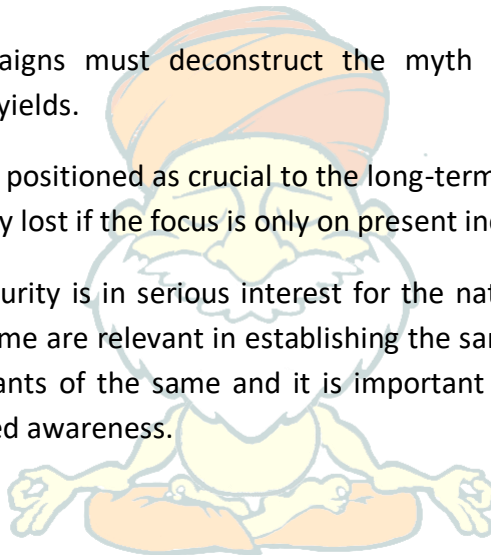 aigns must deconstruct the myth
yields.
positioned as crucial to the long-term
y lost if the focus is only on present in
urity is in serious interest for the nat
me are relevant in establishing the sa
ants of the same and it is important
ed awareness.